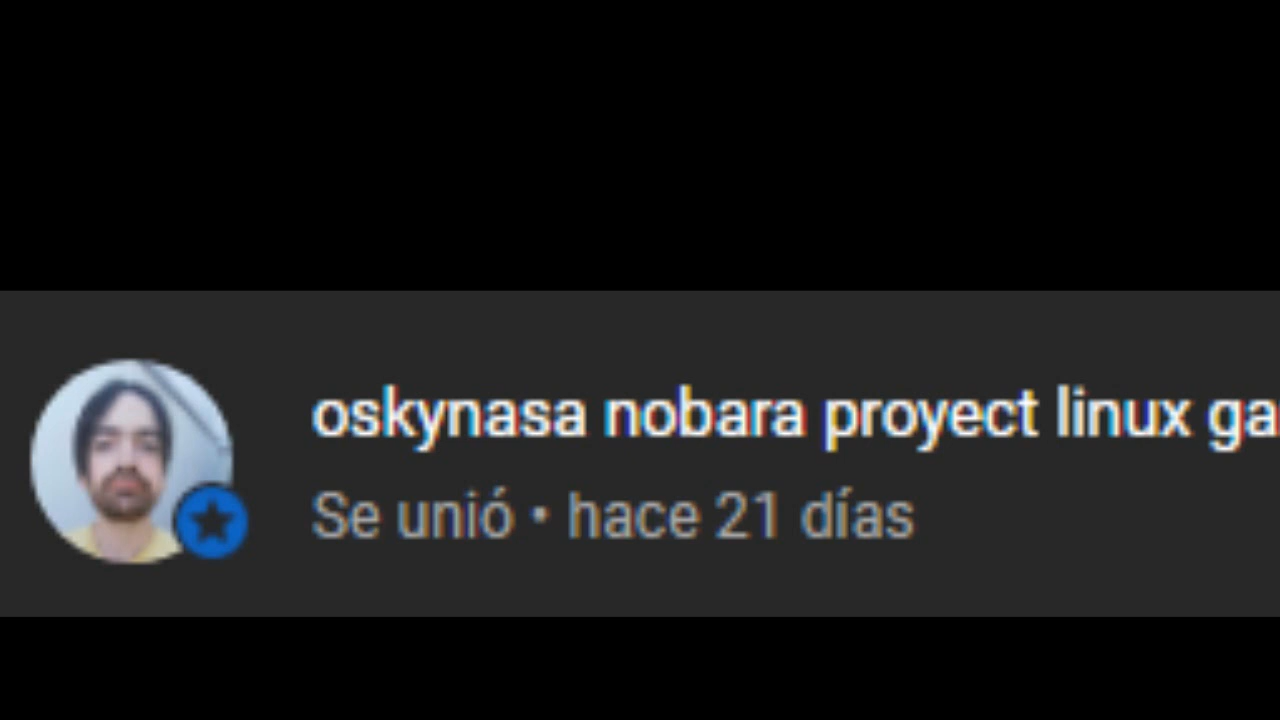 oskynasa nobara proyect linux ga
Se unió • hace 21 días